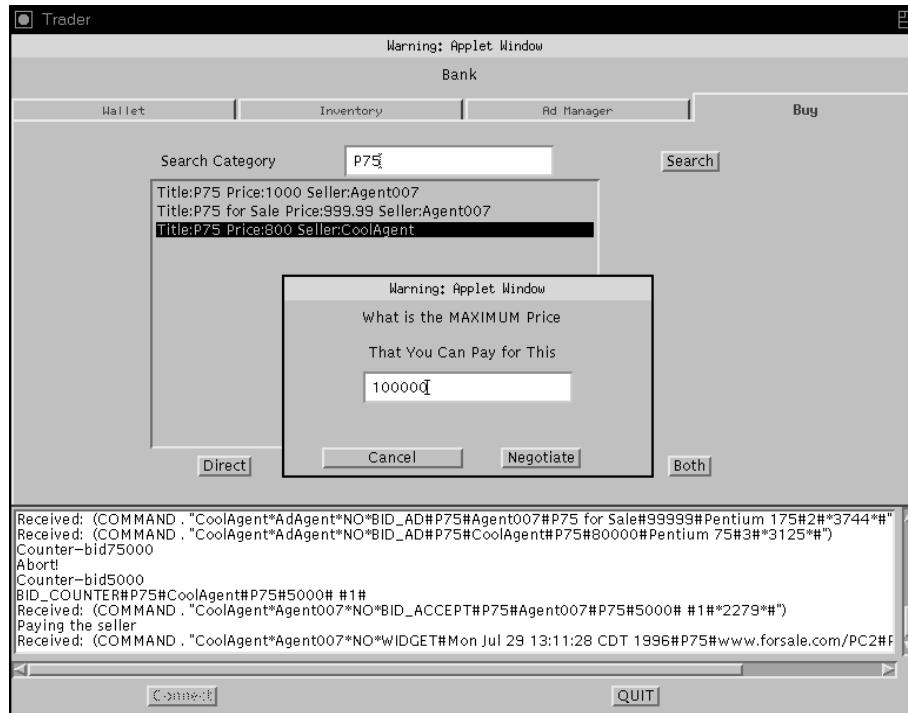 Trader
Warning: Applet Window
Bank
Wallet Inventory Ad Manager Buy
Search Category P75 Search
Title:P75 Price:1000 Seller:Agent007
Title:P75 for Sale Price:999.99 Seller:Agent007
Title:P75 Price:800 Seller:CoolAgent
Warning: Applet Window
What is the MAXIMUM Price
That You Can Pay for This
100000
Cancel Negotiate
Direct Both
Received: (COMMAND . "CoolAgent*AdAgent*NO*BID_AD#P75#Agent007#P75 for Sale#99999#Pentium 175#2#*3744*#"
Received: (COMMAND . "CoolAgent*AdAgent*NO*BID_AD#P75#CoolAgent#P75#80000#Pentium 75#3#*3125*#")
Counter-bid75000
Abort!
Counter-bid5000
BID_COUNTER#P75#CoolAgent#P75#5000# #1#
Received: (COMMAND . "CoolAgent*Agent007*NO*BID_ACCEPT#P75#Agent007#P75#5000# #1#*2279*#")
Paying the seller
Received: (COMMAND . "CoolAgent*Agent007*NO*WIDGET#Mon Jul 29 13:11:28 CDT 1996#P75#www.forsale.com/PC2#F
Connect QUIT